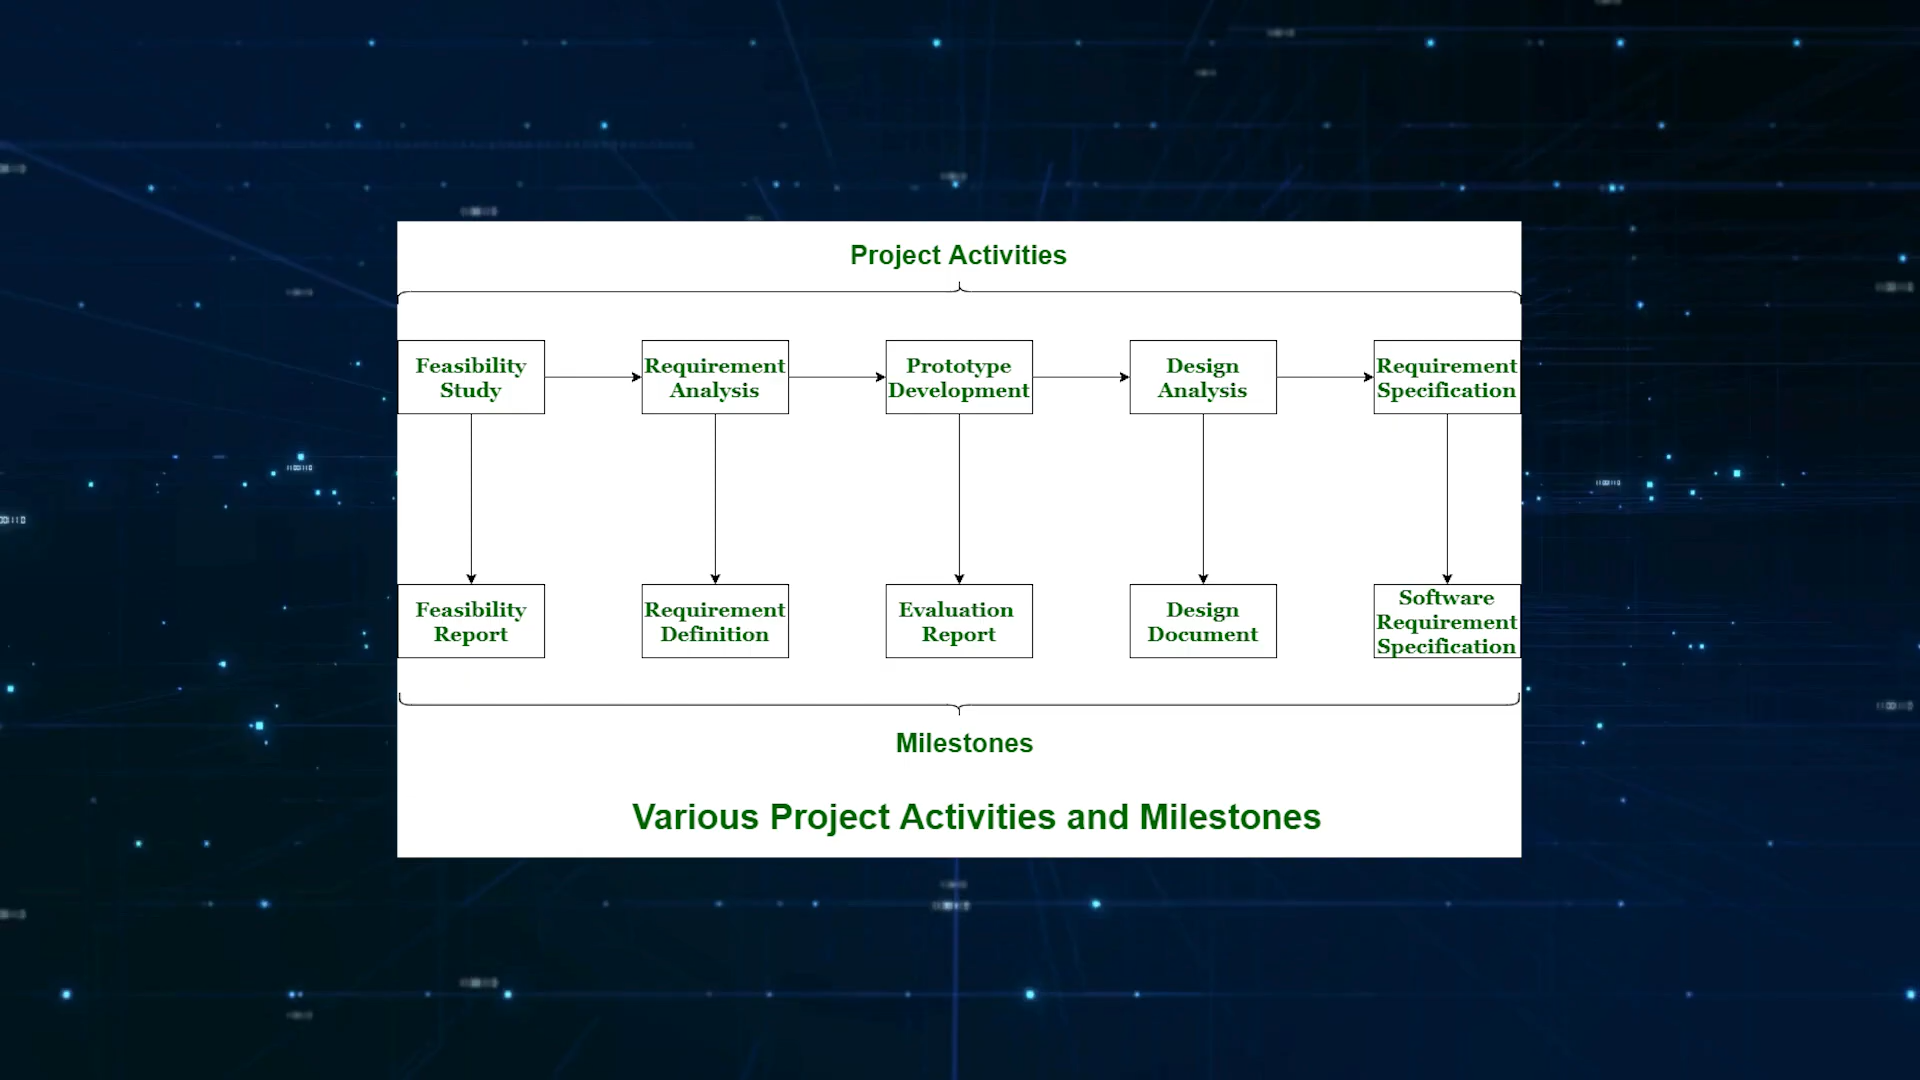 Project Activities
Feasibility
Study
Requirement
Analysis
Prototype
Development
Design
Analysis
Requirement
Specification
Feasibility
Report
Requirement
Definition
Evaluation
Report
Design
Document
Software
Requirement
Specification
Milestones
Various Project Activities and Milestones